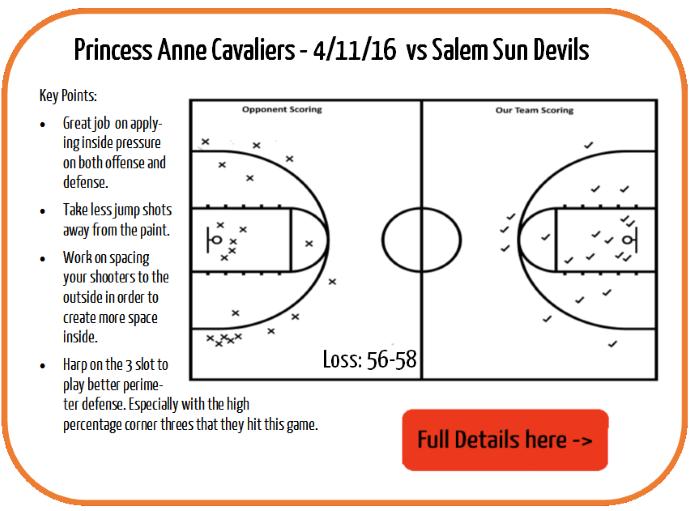 Princess Anne Cavaliers - 4/11/16 vs Salem Sun Devils
Key Points:
• Great job on apply-
ing inside pressure
on both offense and
defense.
• Take less jump shots
away from the paint.
• Work on spacing
your shooters to the
outside in order to
create more space
inside.
• Harp on the 3 slot to
play better perime-
ter defense. Especially with the high
percentage corner threes that they hit this game.
Opponent Scoring
Our Team Scoring
Loss: 56-58
Full Details here ->